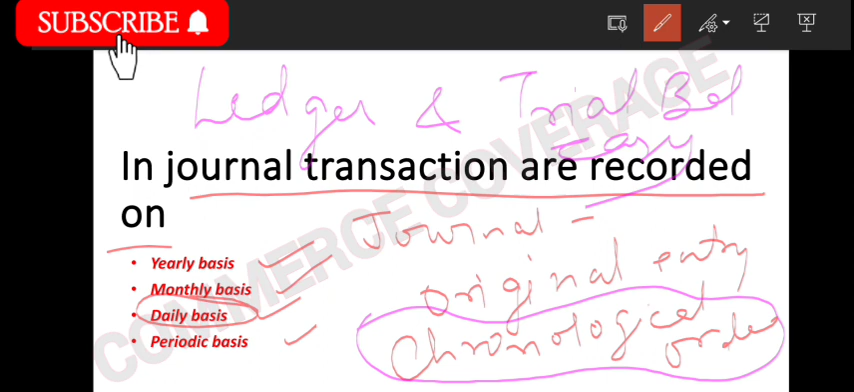 SUBSCRIBE
Ledger & Trial Bal
Easy
In journal transaction are recorded
on
Journal -
original entry
Chronological
order
• Yearly basis
• Monthly basis
• Daily basis
• Periodic basis
COMMERCE COVERAGE